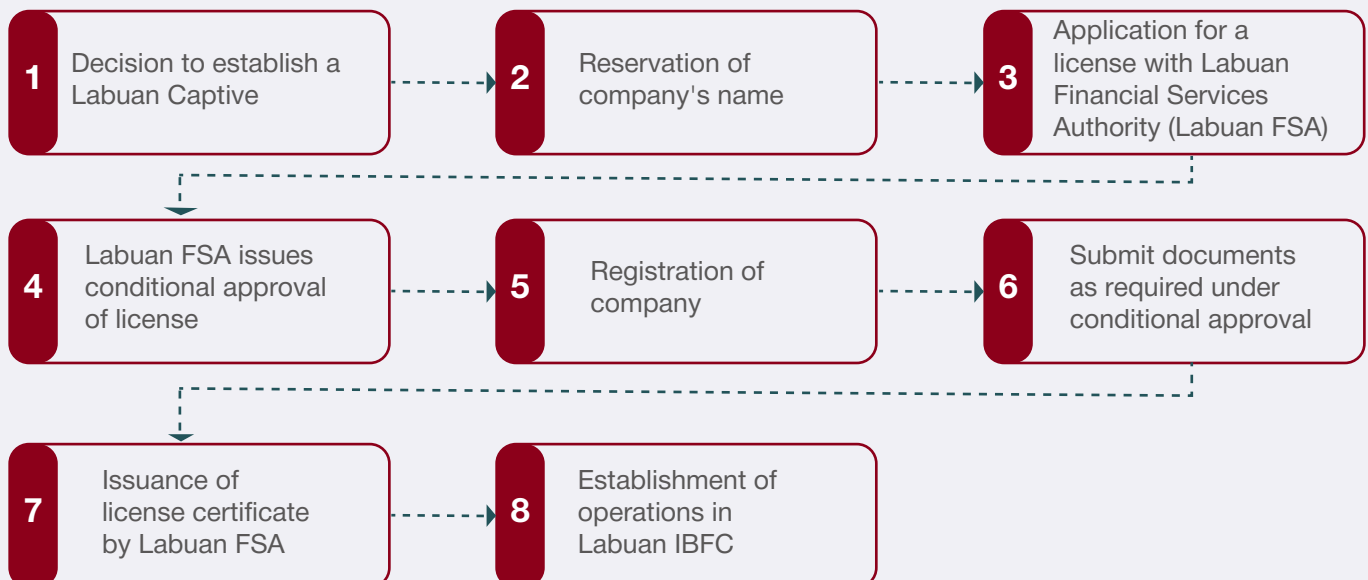 1
Decision to establish a
Labuan Captive
2
Reservation of
company's name
3
Application for a
license with Labuan
Financial Services
Authority (Labuan FSA)
4
Labuan FSA issues
conditional approval
of license
5
Registration of
company
6
Submit documents
as required under
conditional approval
7
Issuance of
license certificate
by Labuan FSA
8
Establishment of
operations in
Labuan IBFC